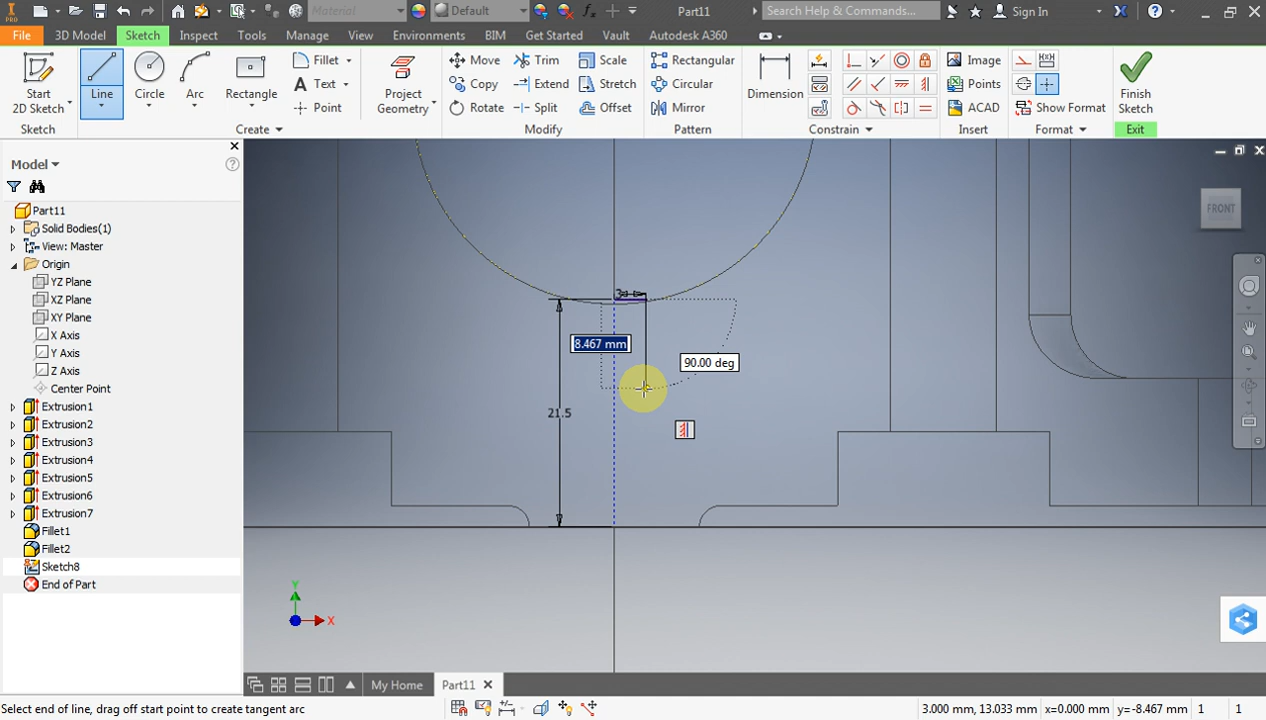 PRO
Material
Default
Part11
Search Help & Commands...
Sign In
File
3D Model
Sketch
Inspect
Tools
Manage
View
Environments
BIM
Get Started
Vault
Autodesk A360
Start
2D Sketch
Line
Circle
Arc
Rectangle
Fillet
Text
Point
Project
Geometry
Move
Copy
Rotate
Trim
Extend
Split
Scale
Stretch
Offset
Rectangular
Circular
Mirror
Dimension
Image
Points
ACAD
Show Format
Finish
Sketch
Sketch
Create
Modify
Pattern
Constrain
Insert
Format
Exit
Model
Part11
Solid Bodies(1)
View: Master
Origin
YZ Plane
XZ Plane
XY Plane
X Axis
Y Axis
Z Axis
Center Point
Extrusion1
Extrusion2
Extrusion3
Extrusion4
Extrusion5
Extrusion6
Extrusion7
Fillet1
Fillet2
Sketch8
End of Part
FRONT
3
8.467 mm
90.00 deg
21.5
Y
X
My Home
Part11
Select end of line, drag off start point to create tangent arc
3.000 mm, 13.033 mm
x=0.000 mm
y= -8.467 mm
1
1